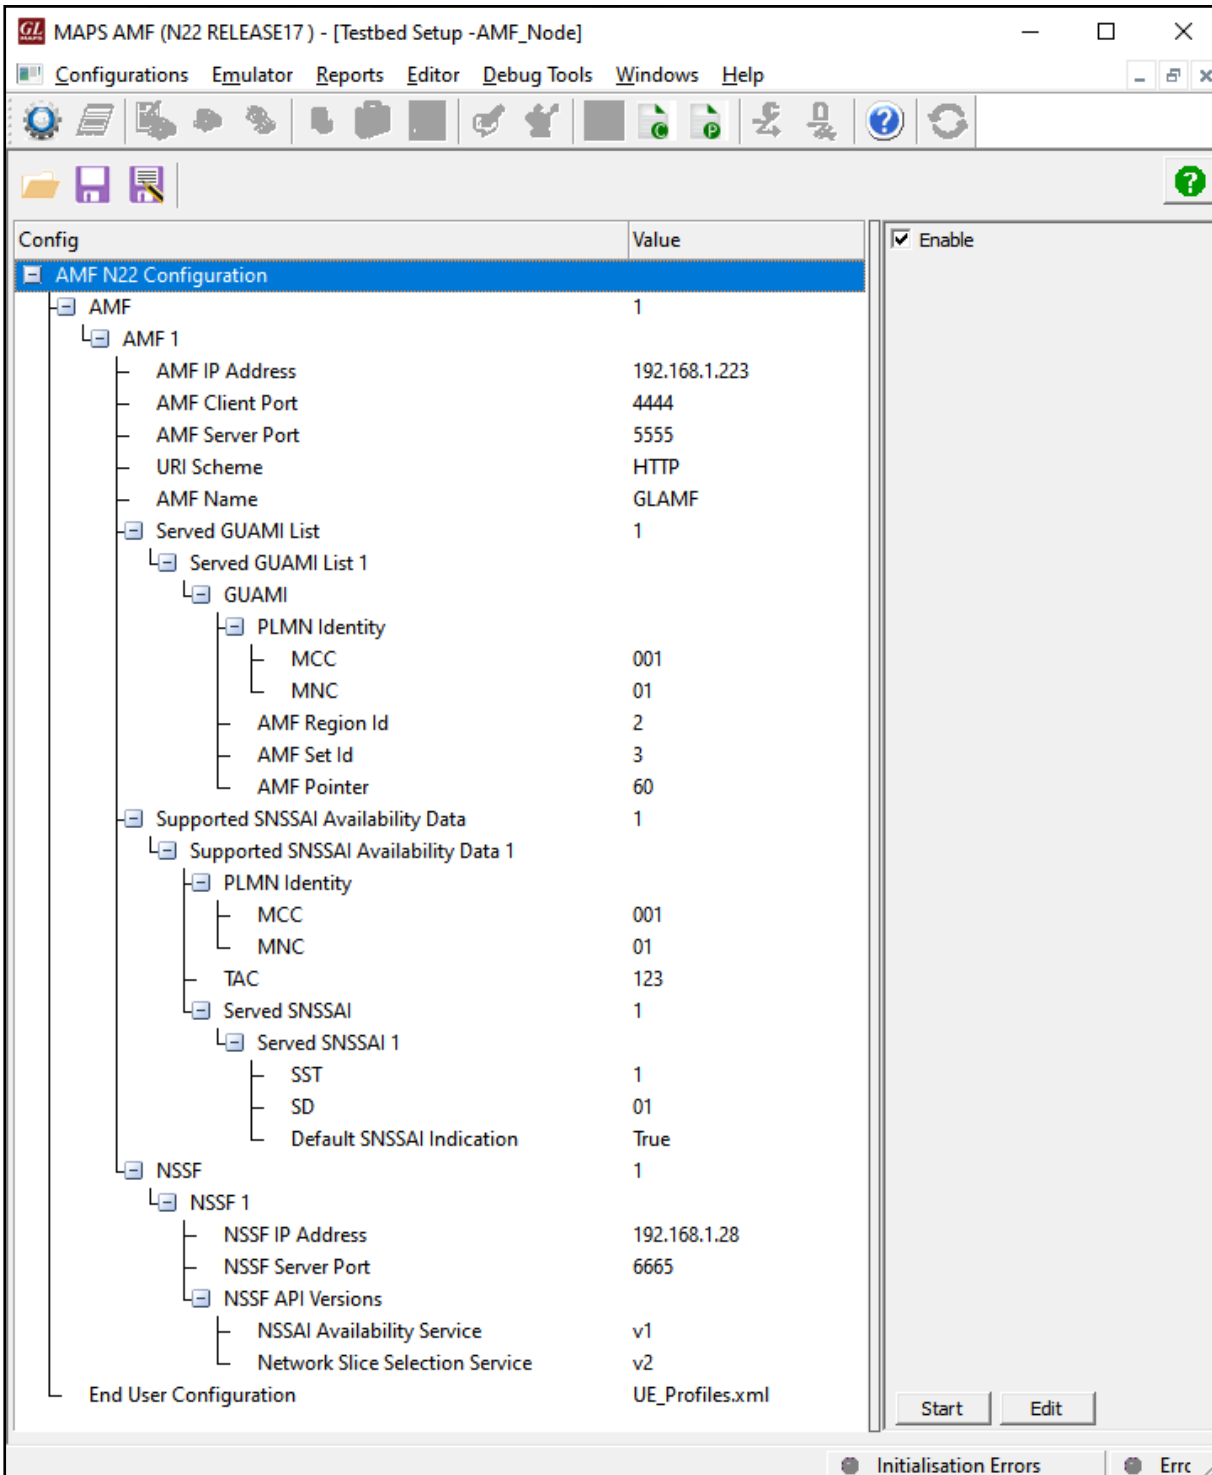 GL MAPS MAPS AMF (N22 RELEASE17 ) - [Testbed Setup -AMF_Node]
Configurations Emulator Reports Editor Debug Tools Windows Help
Config Value Enable
AMF N22 Configuration
AMF 1
AMF 1
AMF IP Address 192.168.1.223
AMF Client Port 4444
AMF Server Port 5555
URI Scheme HTTP
AMF Name GLAMF
Served GUAMI List 1
Served GUAMI List 1
GUAMI
PLMN Identity
MCC 001
MNC 01
AMF Region Id 2
AMF Set Id 3
AMF Pointer 60
Supported SNSSAI Availability Data 1
Supported SNSSAI Availability Data 1
PLMN Identity
MCC 001
MNC 01
TAC 123
Served SNSSAI 1
Served SNSSAI 1
SST 1
SD 01
Default SNSSAI Indication True
NSSF 1
NSSF 1
NSSF IP Address 192.168.1.28
NSSF Server Port 6665
NSSF API Versions
NSSAI Availability Service v1
Network Slice Selection Service v2
End User Configuration UE_Profiles.xml
Start Edit
Initialisation Errors Errc